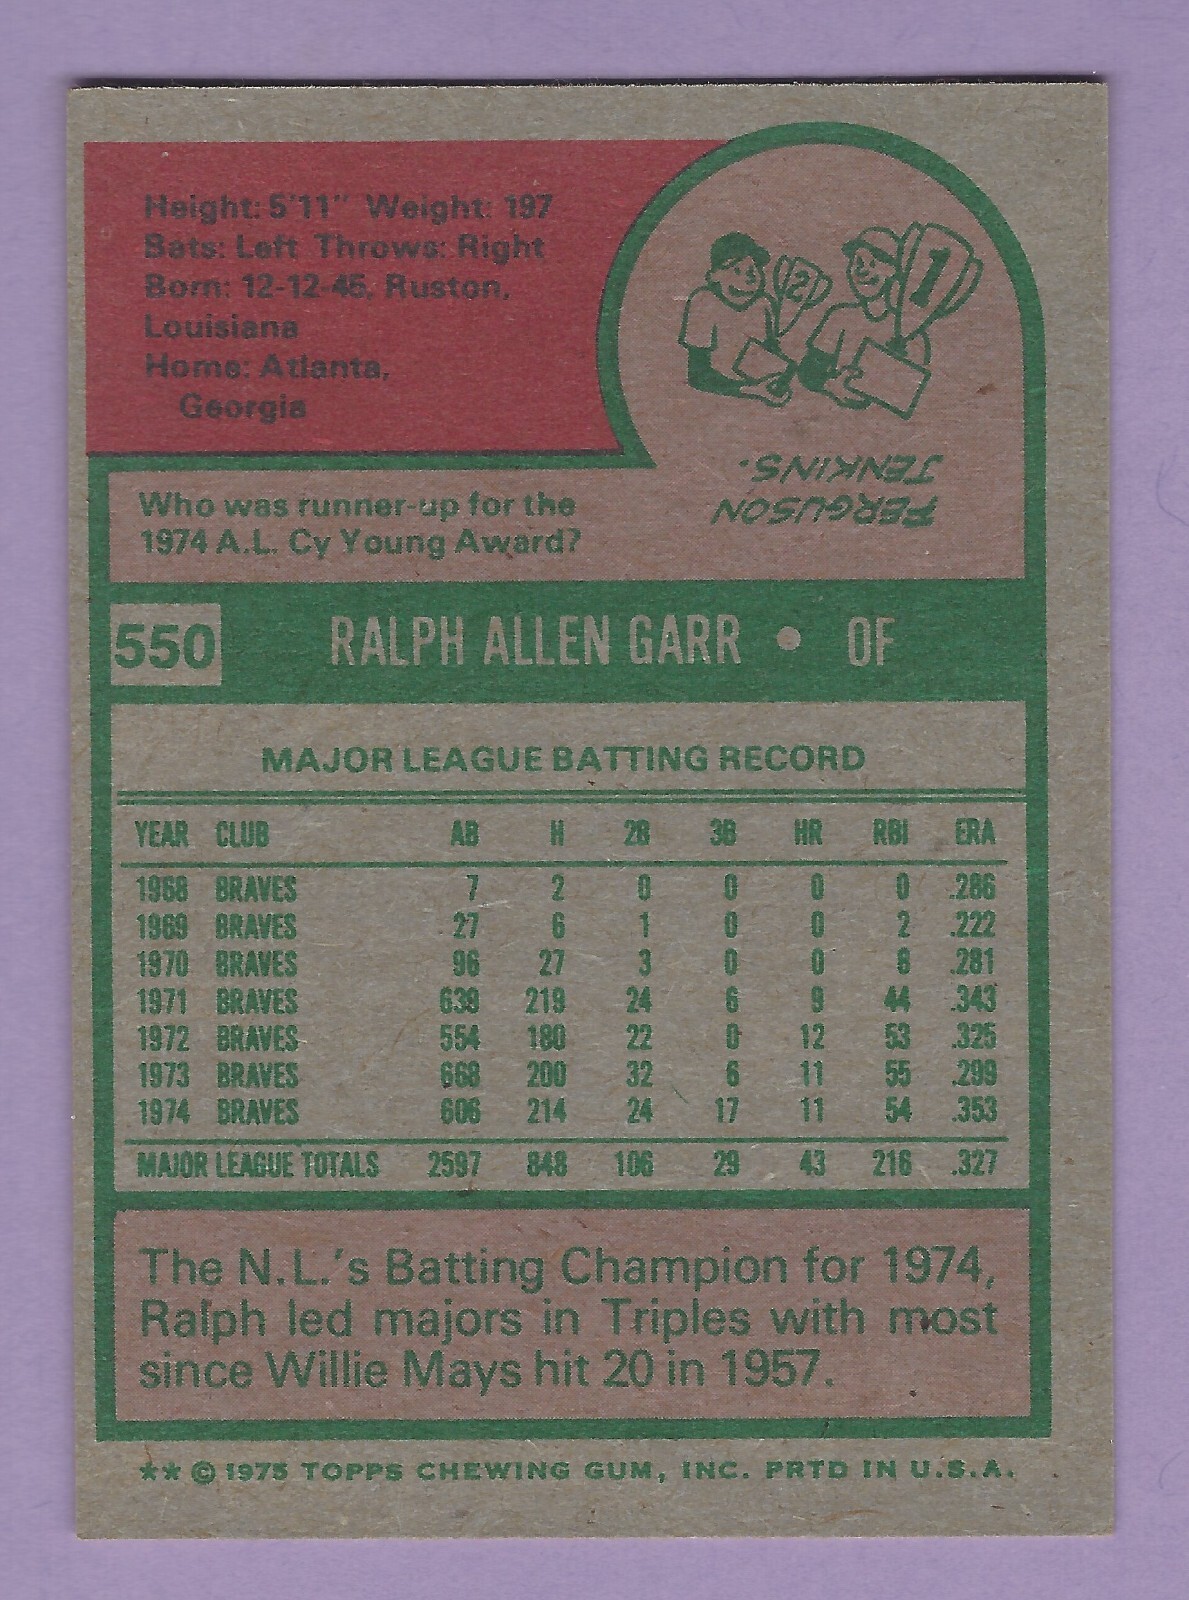 Height: 5'11" Weight: 197
Bats: Left Throws: Right
Born: 12-12-45, Ruston,
Louisiana
Home: Atlanta,
Georgia
2
1
FERGUSON
JENKINS.
Who was runner-up for the
1974 A.L. Cy Young Award?
550 RALPH ALLEN GARR • OF
MAJOR LEAGUE BATTING RECORD
YEAR CLUB AB H 2B 3B HR RBI ERA
1968 BRAVES 7 2 0 0 0 0 .286
1969 BRAVES 27 6 1 0 0 2 .222
1970 BRAVES 96 27 3 0 0 8 .281
1971 BRAVES 639 219 24 6 9 44 .343
1972 BRAVES 554 180 22 0 12 53 .325
1973 BRAVES 668 200 32 6 11 55 .299
1974 BRAVES 606 214 24 17 11 54 .353
MAJOR LEAGUE TOTALS 2597 848 106 29 43 216 .327
The N.L.'s Batting Champion for 1974,
Ralph led majors in Triples with most
since Willie Mays hit 20 in 1957.
** © 1975 TOPPS CHEWING GUM, INC. PRTD IN U.S.A.